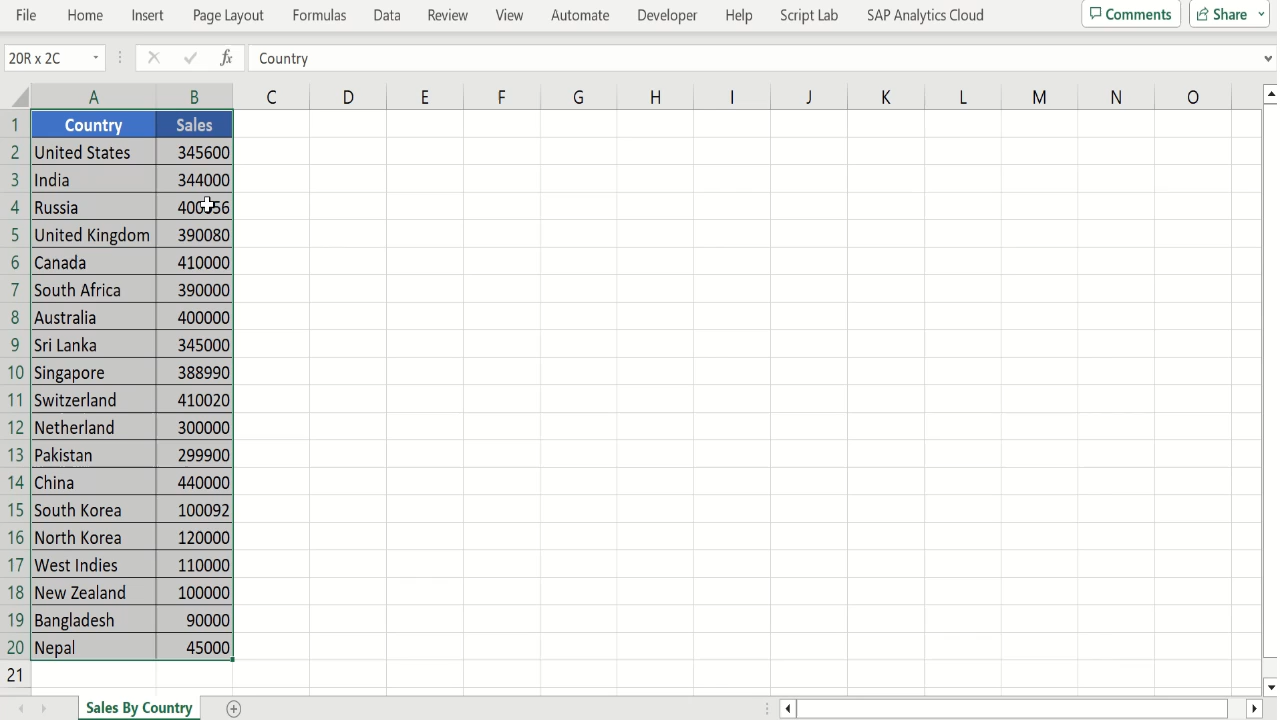 File Home Insert Page Layout Formulas Data Review View Automate Developer Help Script Lab SAP Analytics Cloud Comments Share
20R x 2C fx Country
A B C D E F G H I J K L M N O
1 Country Sales
2 United States 345600
3 India 344000
4 Russia
5 United Kingdom 390080
6 Canada 410000
7 South Africa 390000
8 Australia 400000
9 Sri Lanka 345000
10 Singapore 388990
11 Switzerland 410020
12 Netherland 300000
13 Pakistan 299900
14 China 440000
15 South Korea 100092
16 North Korea 120000
17 West Indies 110000
18 New Zealand 100000
19 Bangladesh 90000
20 Nepal 45000
21
Sales By Country